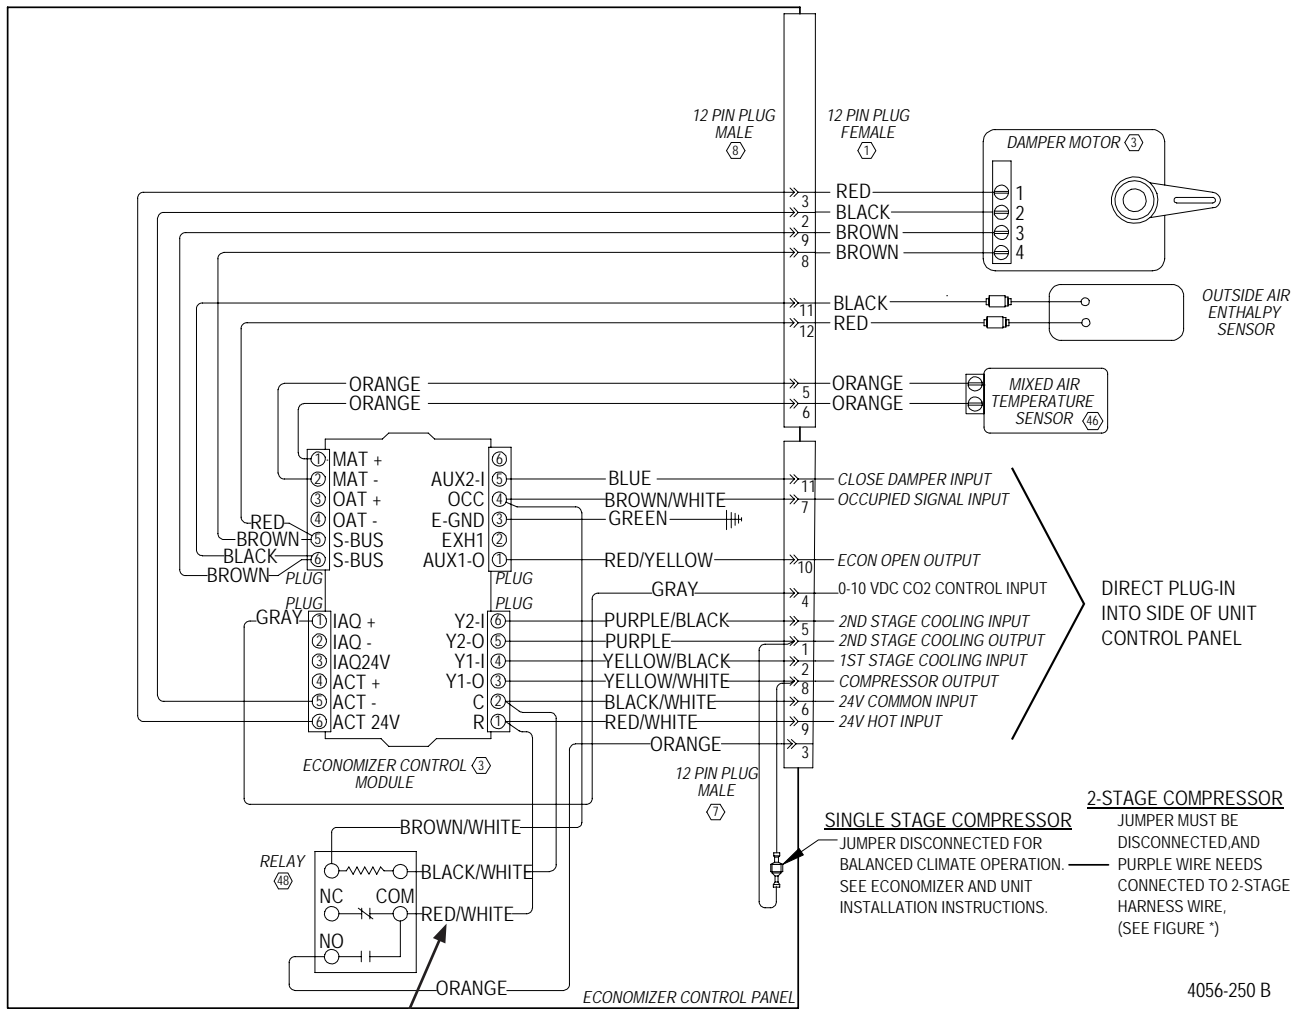 12 PIN PLUG
MALE
8
12 PIN PLUG
FEMALE
1
DAMPER MOTOR 3
3 RED 1
2 BLACK 2
9 BROWN 3
8 BROWN 4
11 BLACK
12 RED
OUTSIDE AIR
ENTHALPY
SENSOR
ORANGE 5 ORANGE
ORANGE 6 ORANGE
MIXED AIR
TEMPERATURE
SENSOR 46
1 MAT +
2 MAT -
3 OAT +
4 OAT -
5 S-BUS
6 S-BUS
RED
BROWN
BLACK
BROWN
PLUG
6
AUX2-I 5
OCC 4
E-GND 3
EXH1 2
AUX1-O 1
PLUG
BLUE 11 CLOSE DAMPER INPUT
BROWN/WHITE 7 OCCUPIED SIGNAL INPUT
GREEN
RED/YELLOW 10 ECON OPEN OUTPUT
GRAY 4 0-10 VDC CO2 CONTROL INPUT
PLUG
GRAY
1 IAQ +
2 IAQ -
3 IAQ24V
4 ACT +
5 ACT -
6 ACT 24V
PLUG
Y2-I 6
Y2-O 5
Y1-I 4
Y1-O 3
C 2
R 1
PURPLE/BLACK 5 2ND STAGE COOLING INPUT
PURPLE 1 2ND STAGE COOLING OUTPUT
YELLOW/BLACK 2 1ST STAGE COOLING INPUT
YELLOW/WHITE 8 COMPRESSOR OUTPUT
BLACK/WHITE 6 24V COMMON INPUT
RED/WHITE 9 24V HOT INPUT
ORANGE 3
DIRECT PLUG-IN
INTO SIDE OF UNIT
CONTROL PANEL
ECONOMIZER CONTROL 3
MODULE
12 PIN PLUG
MALE
7
SINGLE STAGE COMPRESSOR
JUMPER DISCONNECTED FOR
BALANCED CLIMATE OPERATION.
SEE ECONOMIZER AND UNIT
INSTALLATION INSTRUCTIONS.
2-STAGE COMPRESSOR
JUMPER MUST BE
DISCONNECTED,AND
PURPLE WIRE NEEDS
CONNECTED TO 2-STAGE
HARNESS WIRE,
(SEE FIGURE *)
BROWN/WHITE
RELAY
48
BLACK/WHITE
NC COM
RED/WHITE
NO
ORANGE
ECONOMIZER CONTROL PANEL
4056-250 B